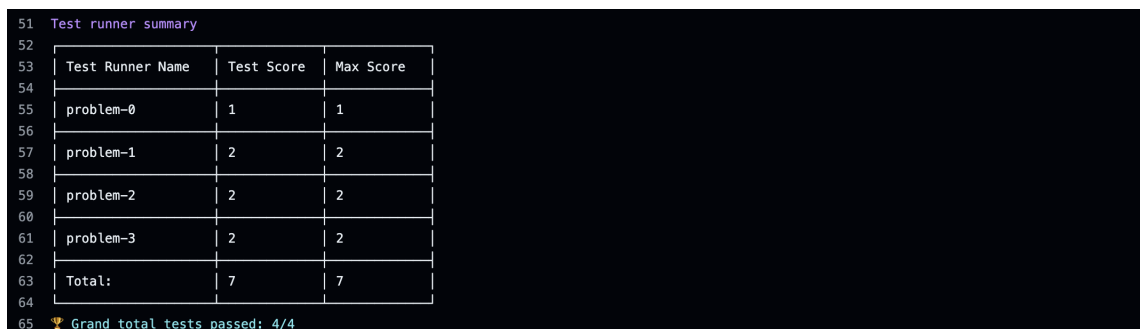 51 Test runner summary
52
53 Test Runner Name Test Score Max Score
54
55 problem-0 1 1
56
57 problem-1 2 2
58
59 problem-2 2 2
60
61 problem-3 2 2
62
63 Total: 7 7
64
65 🏆 Grand total tests passed: 4/4